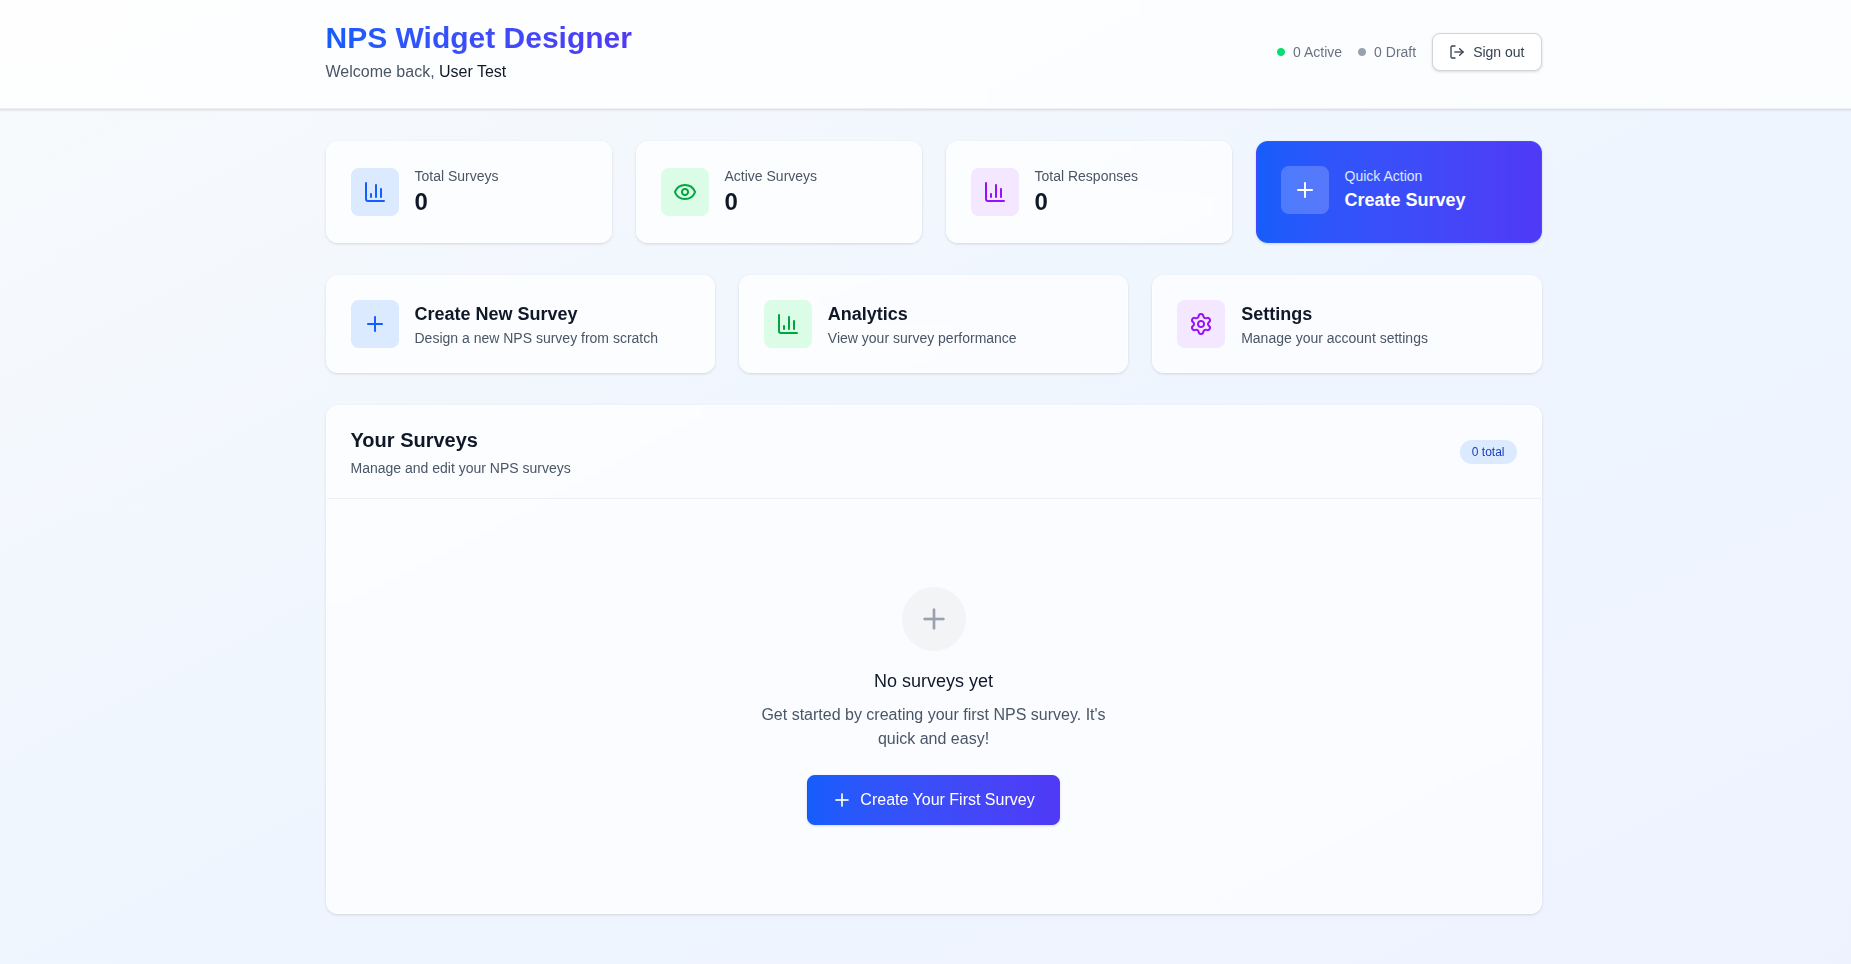 NPS Widget Designer
Welcome back, User Test
0 Active
0 Draft
Sign out
Total Surveys
0
Active Surveys
0
Total Responses
0
Quick Action
Create Survey
Create New Survey
Design a new NPS survey from scratch
Analytics
View your survey performance
Settings
Manage your account settings
Your Surveys
Manage and edit your NPS surveys
0 total
No surveys yet
Get started by creating your first NPS survey. It's
quick and easy!
Create Your First Survey